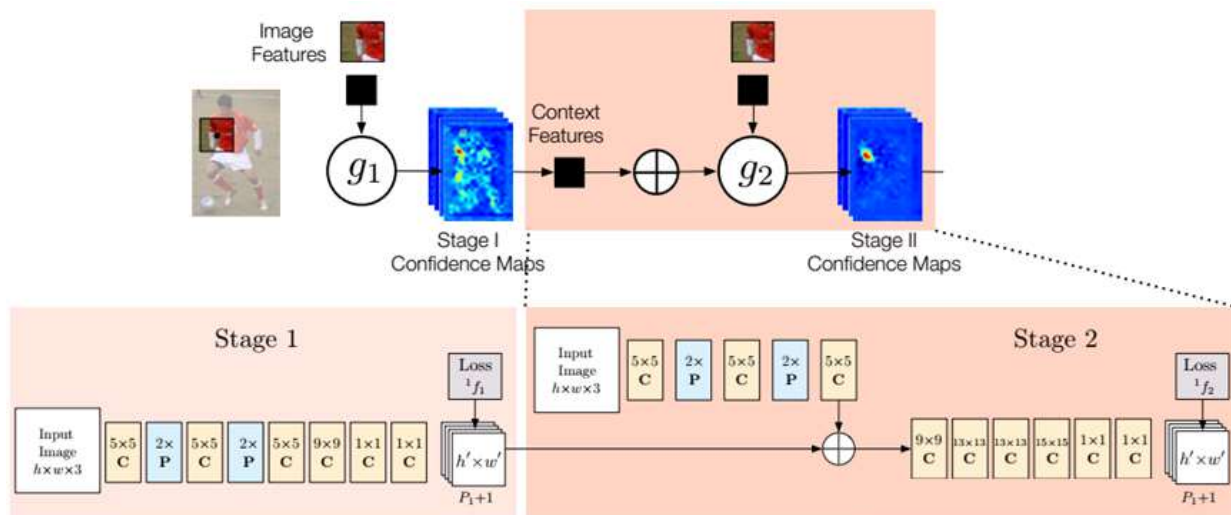 Image
Features
g₁
Stage I
Confidence Maps
Context
Features
g₂
Stage II
Confidence Maps
Stage 1
Input
Image
h×w×3
5×5
C
2×
P
5×5
C
2×
P
5×5
C
9×9
C
1×1
C
1×1
C
Loss
¹f₁
h′×w′
P₁+1
Stage 2
Input
Image
h×w×3
5×5
C
2×
P
5×5
C
2×
P
5×5
C
9×9
C
13×13
C
13×13
C
15×15
C
1×1
C
1×1
C
Loss
¹f₂
h′×w′
P₁+1